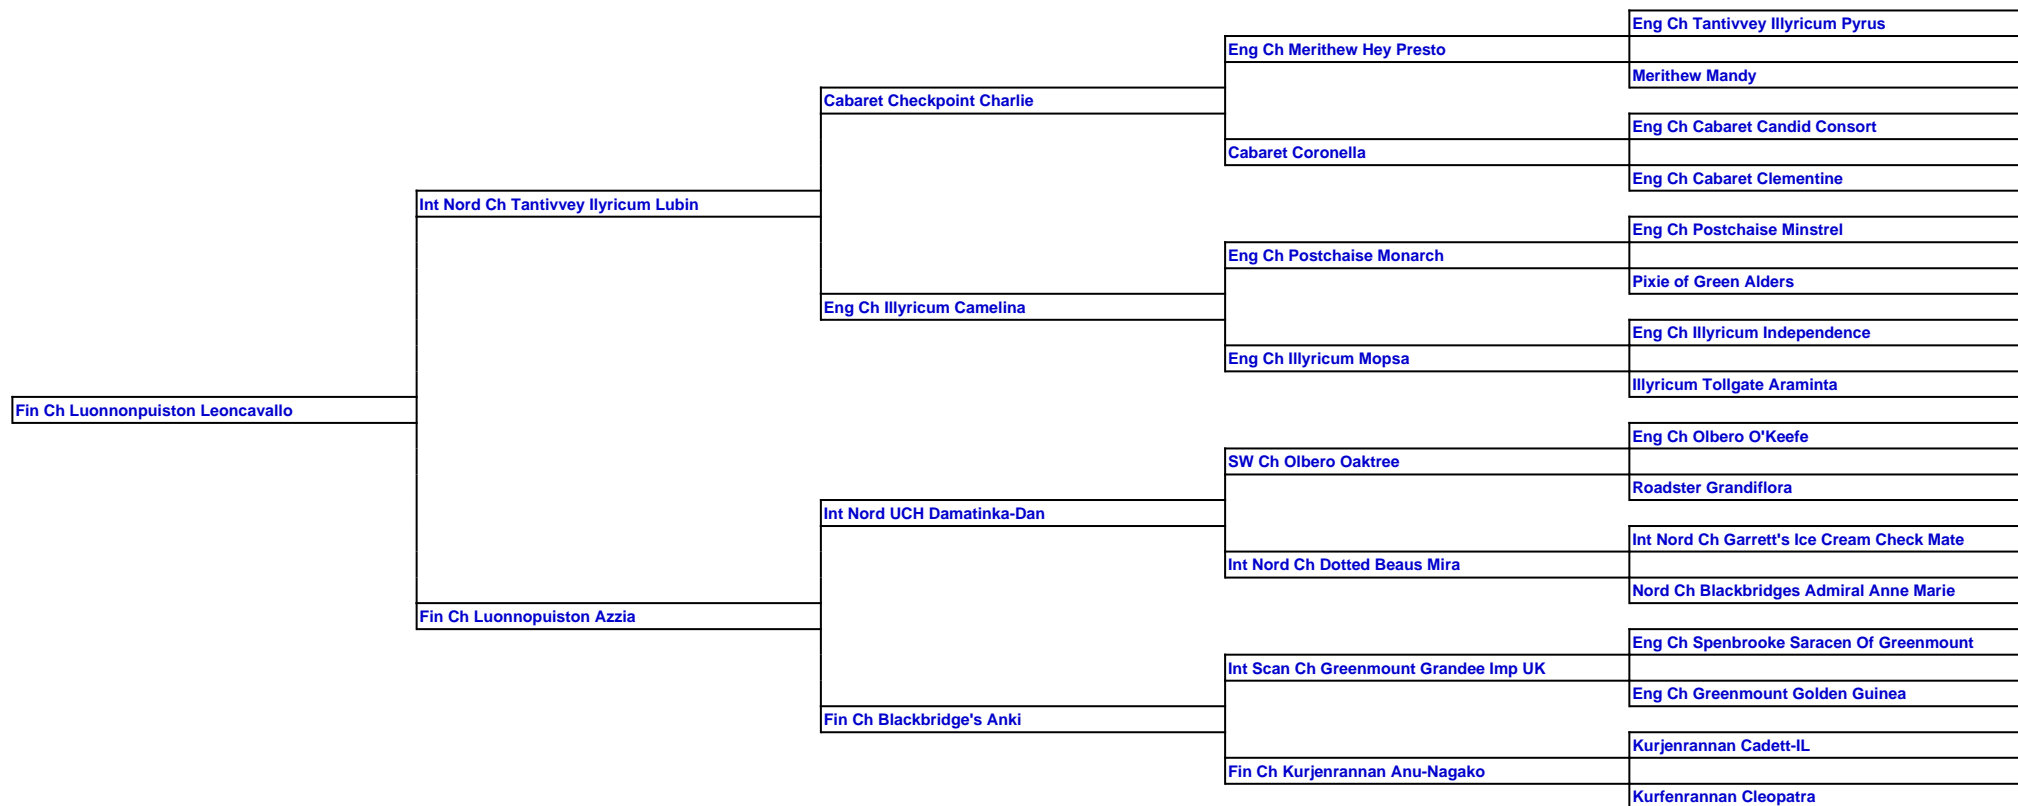 Eng Ch Tantivvey Illyricum Pyrus
Eng Ch Merithew Hey Presto
Merithew Mandy
Cabaret Checkpoint Charlie
Eng Ch Cabaret Candid Consort
Cabaret Coronella
Eng Ch Cabaret Clementine
Int Nord Ch Tantivvey Ilyricum Lubin
Eng Ch Postchaise Minstrel
Eng Ch Postchaise Monarch
Pixie of Green Alders
Eng Ch Illyricum Camelina
Eng Ch Illyricum Independence
Eng Ch Illyricum Mopsa
Illyricum Tollgate Araminta
Fin Ch Luonnonpuiston Leoncavallo
Eng Ch Olbero O'Keefe
SW Ch Olbero Oaktree
Roadster Grandiflora
Int Nord UCH Damatinka-Dan
Int Nord Ch Garrett's Ice Cream Check Mate
Int Nord Ch Dotted Beaus Mira
Nord Ch Blackbridges Admiral Anne Marie
Fin Ch Luonnopuiston Azzia
Eng Ch Spenbrooke Saracen Of Greenmount
Int Scan Ch Greenmount Grandee Imp UK
Eng Ch Greenmount Golden Guinea
Fin Ch Blackbridge's Anki
Kurjenrannan Cadett-IL
Fin Ch Kurjenrannan Anu-Nagako
Kurfenrannan Cleopatra